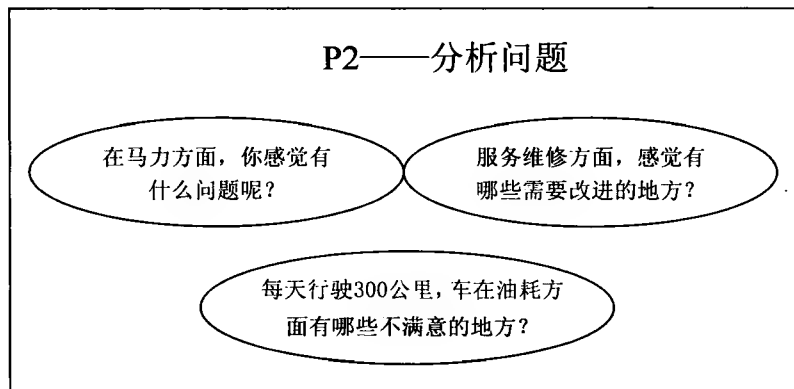 P2——分析问题
在马力方面，你感觉有
什么问题呢？
服务维修方面，感觉有
哪些需要改进的地方？
每天行驶300公里，车在油耗方
面有哪些不满意的地方？